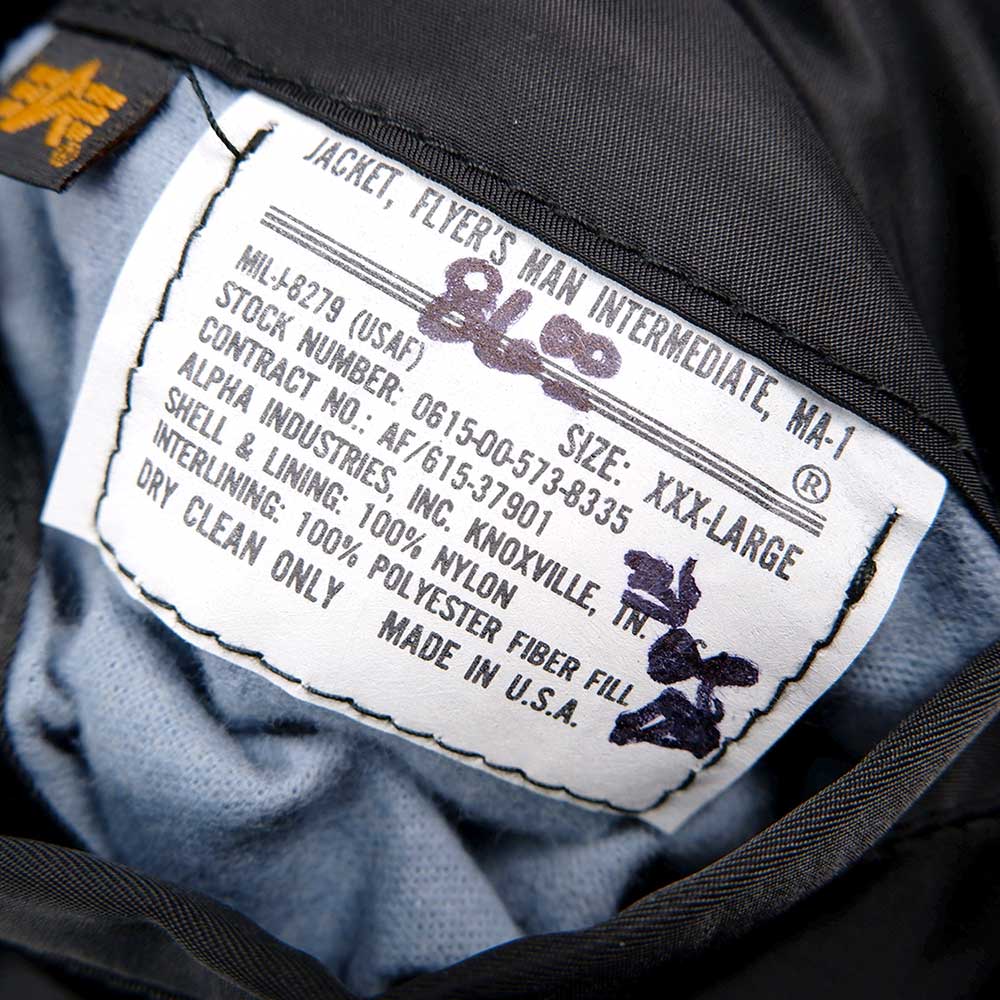 JACKET, FLYER'S MAN INTERMEDIATE, MA-1
®
SIZE: XXX-LARGE
MIL-J-8279 (USAF)
STOCK NUMBER: 0615-00-573-8335
CONTRACT NO.: AF/615-37901
ALPHA INDUSTRIES, INC. KNOXVILLE, TN.
SHELL & LINING: 100% NYLON
INTERLINING: 100% POLYESTER FIBER FILL
DRY CLEAN ONLY
MADE IN U.S.A.